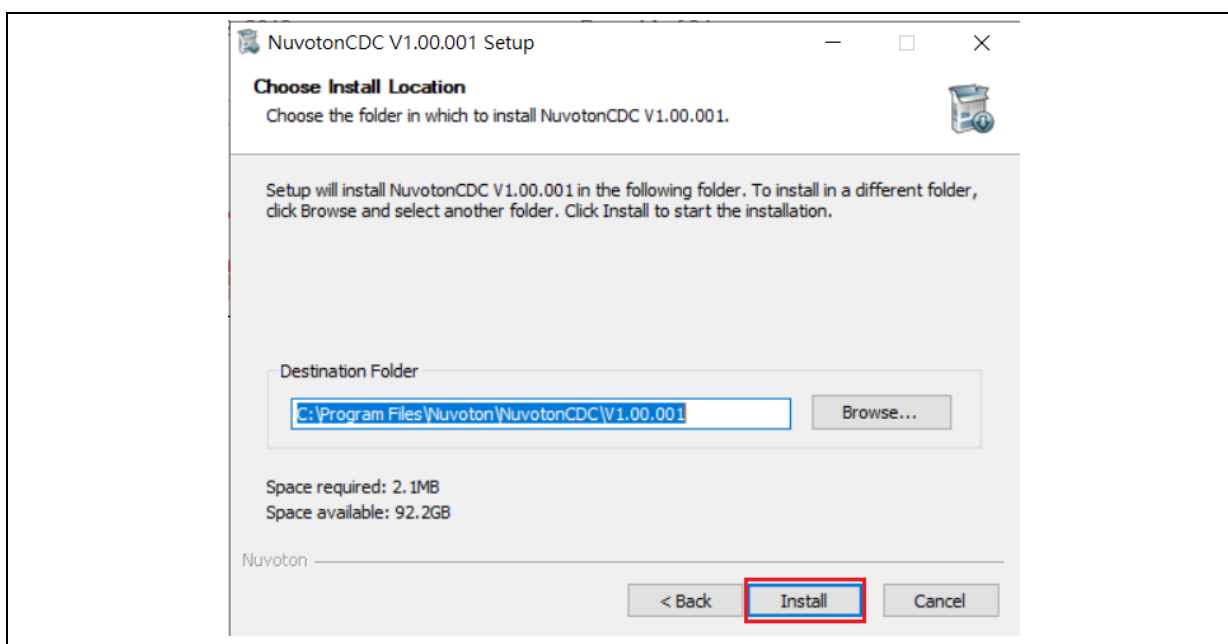 NuvotonCDC V1.00.001 Setup
Choose Install Location
Choose the folder in which to install NuvotonCDC V1.00.001.
Setup will install NuvotonCDC V1.00.001 in the following folder. To install in a different folder,
click Browse and select another folder. Click Install to start the installation.
Destination Folder
C:\Program Files\Nuvoton\NuvotonCDC\V1.00.001
Browse...
Space required: 2.1MB
Space available: 92.2GB
Nuvoton
< Back Install Cancel